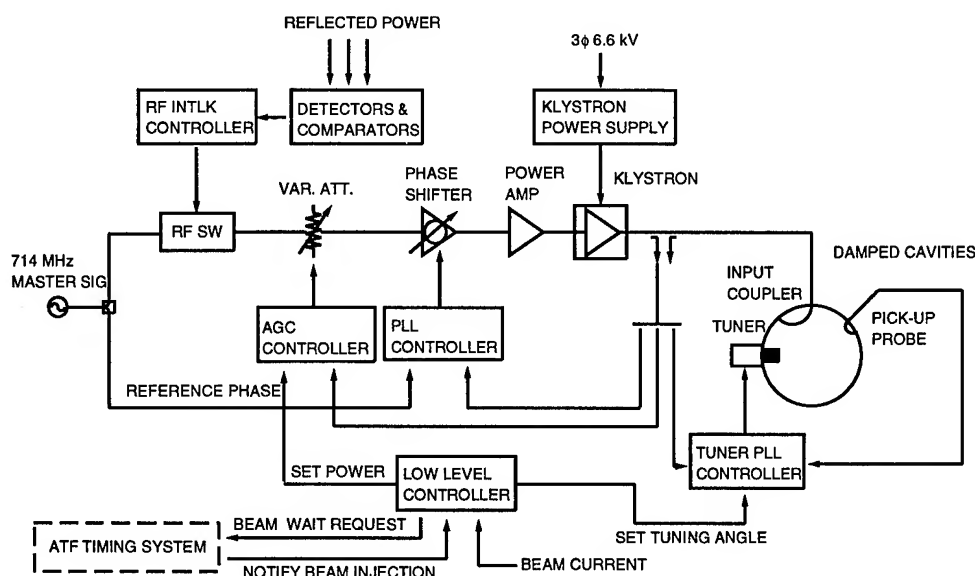 REFLECTED POWER
3ϕ 6.6 kV
RF INTLK
CONTROLLER
DETECTORS &
COMPARATORS
KLYSTRON
POWER SUPPLY
VAR. ATT.
PHASE
SHIFTER
POWER
AMP
KLYSTRON
RF SW
714 MHz
MASTER SIG
DAMPED CAVITIES
INPUT
COUPLER
TUNER
PICK-UP
PROBE
AGC
CONTROLLER
PLL
CONTROLLER
REFERENCE PHASE
SET POWER
LOW LEVEL
CONTROLLER
TUNER PLL
CONTROLLER
BEAM WAIT REQUEST
SET TUNING ANGLE
ATF TIMING SYSTEM
NOTIFY BEAM INJECTION
BEAM CURRENT